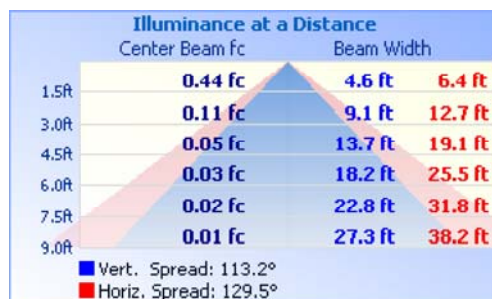 Illuminance at a Distance
Center Beam fc Beam Width
1.5ft 0.44 fc 4.6 ft 6.4 ft
3.0ft 0.11 fc 9.1 ft 12.7 ft
4.5ft 0.05 fc 13.7 ft 19.1 ft
6.0ft 0.03 fc 18.2 ft 25.5 ft
7.5ft 0.02 fc 22.8 ft 31.8 ft
9.0ft 0.01 fc 27.3 ft 38.2 ft
Vert. Spread: 113.2°
Horiz. Spread: 129.5°